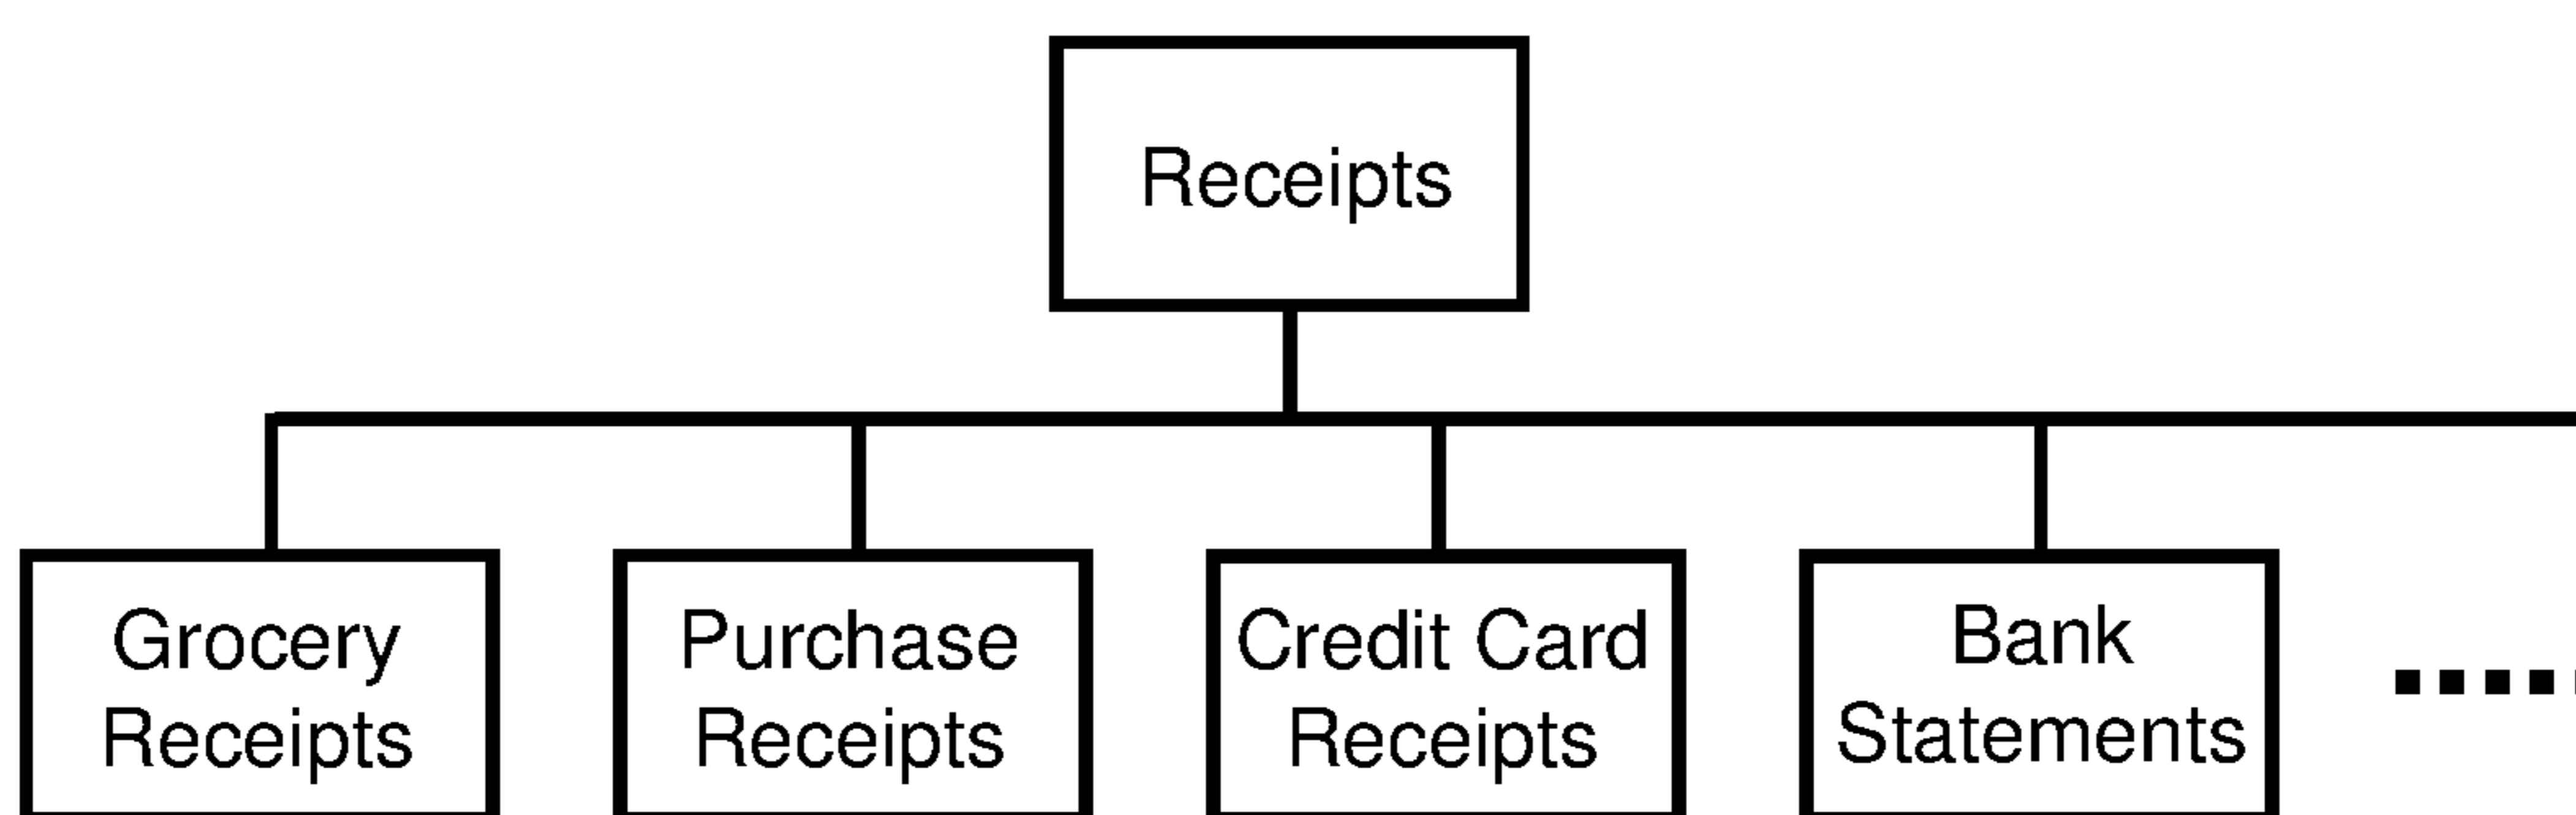 Receipts
Grocery
Receipts
Purchase
Receipts
Credit Card
Receipts
Bank
Statements